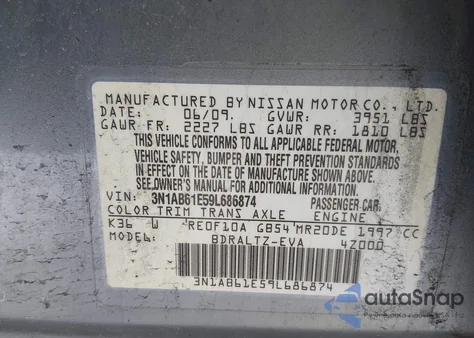 MANUFACTURED BY NISSAN MOTOR CO., LTD.
DATE: 06/09. GVWR: 3951 LBS
GAWR FR: 2227 LBS GAWR RR: 1810 LBS
THIS VEHICLE CONFORMS TO ALL APPLICABLE FEDERAL MOTOR
VEHICLE SAFETY, BUMPER AND THEFT PREVENTION STANDARDS
IN EFFECT ON THE DATE OF MANUFACTURE SHOWN ABOVE.
SEE OWNER'S MANUAL FOR ADDITIONAL INFORMATION.
3N1AB61E59L686874 PASSENGER CAR
COLOR TRIM TRANS AXLE ENGINE
K36 W RE0F10A GB54 MR20DE 1997 CC
BDRALTZ-EVA 4Z000
3N1AB61E59L686874
autoSnap